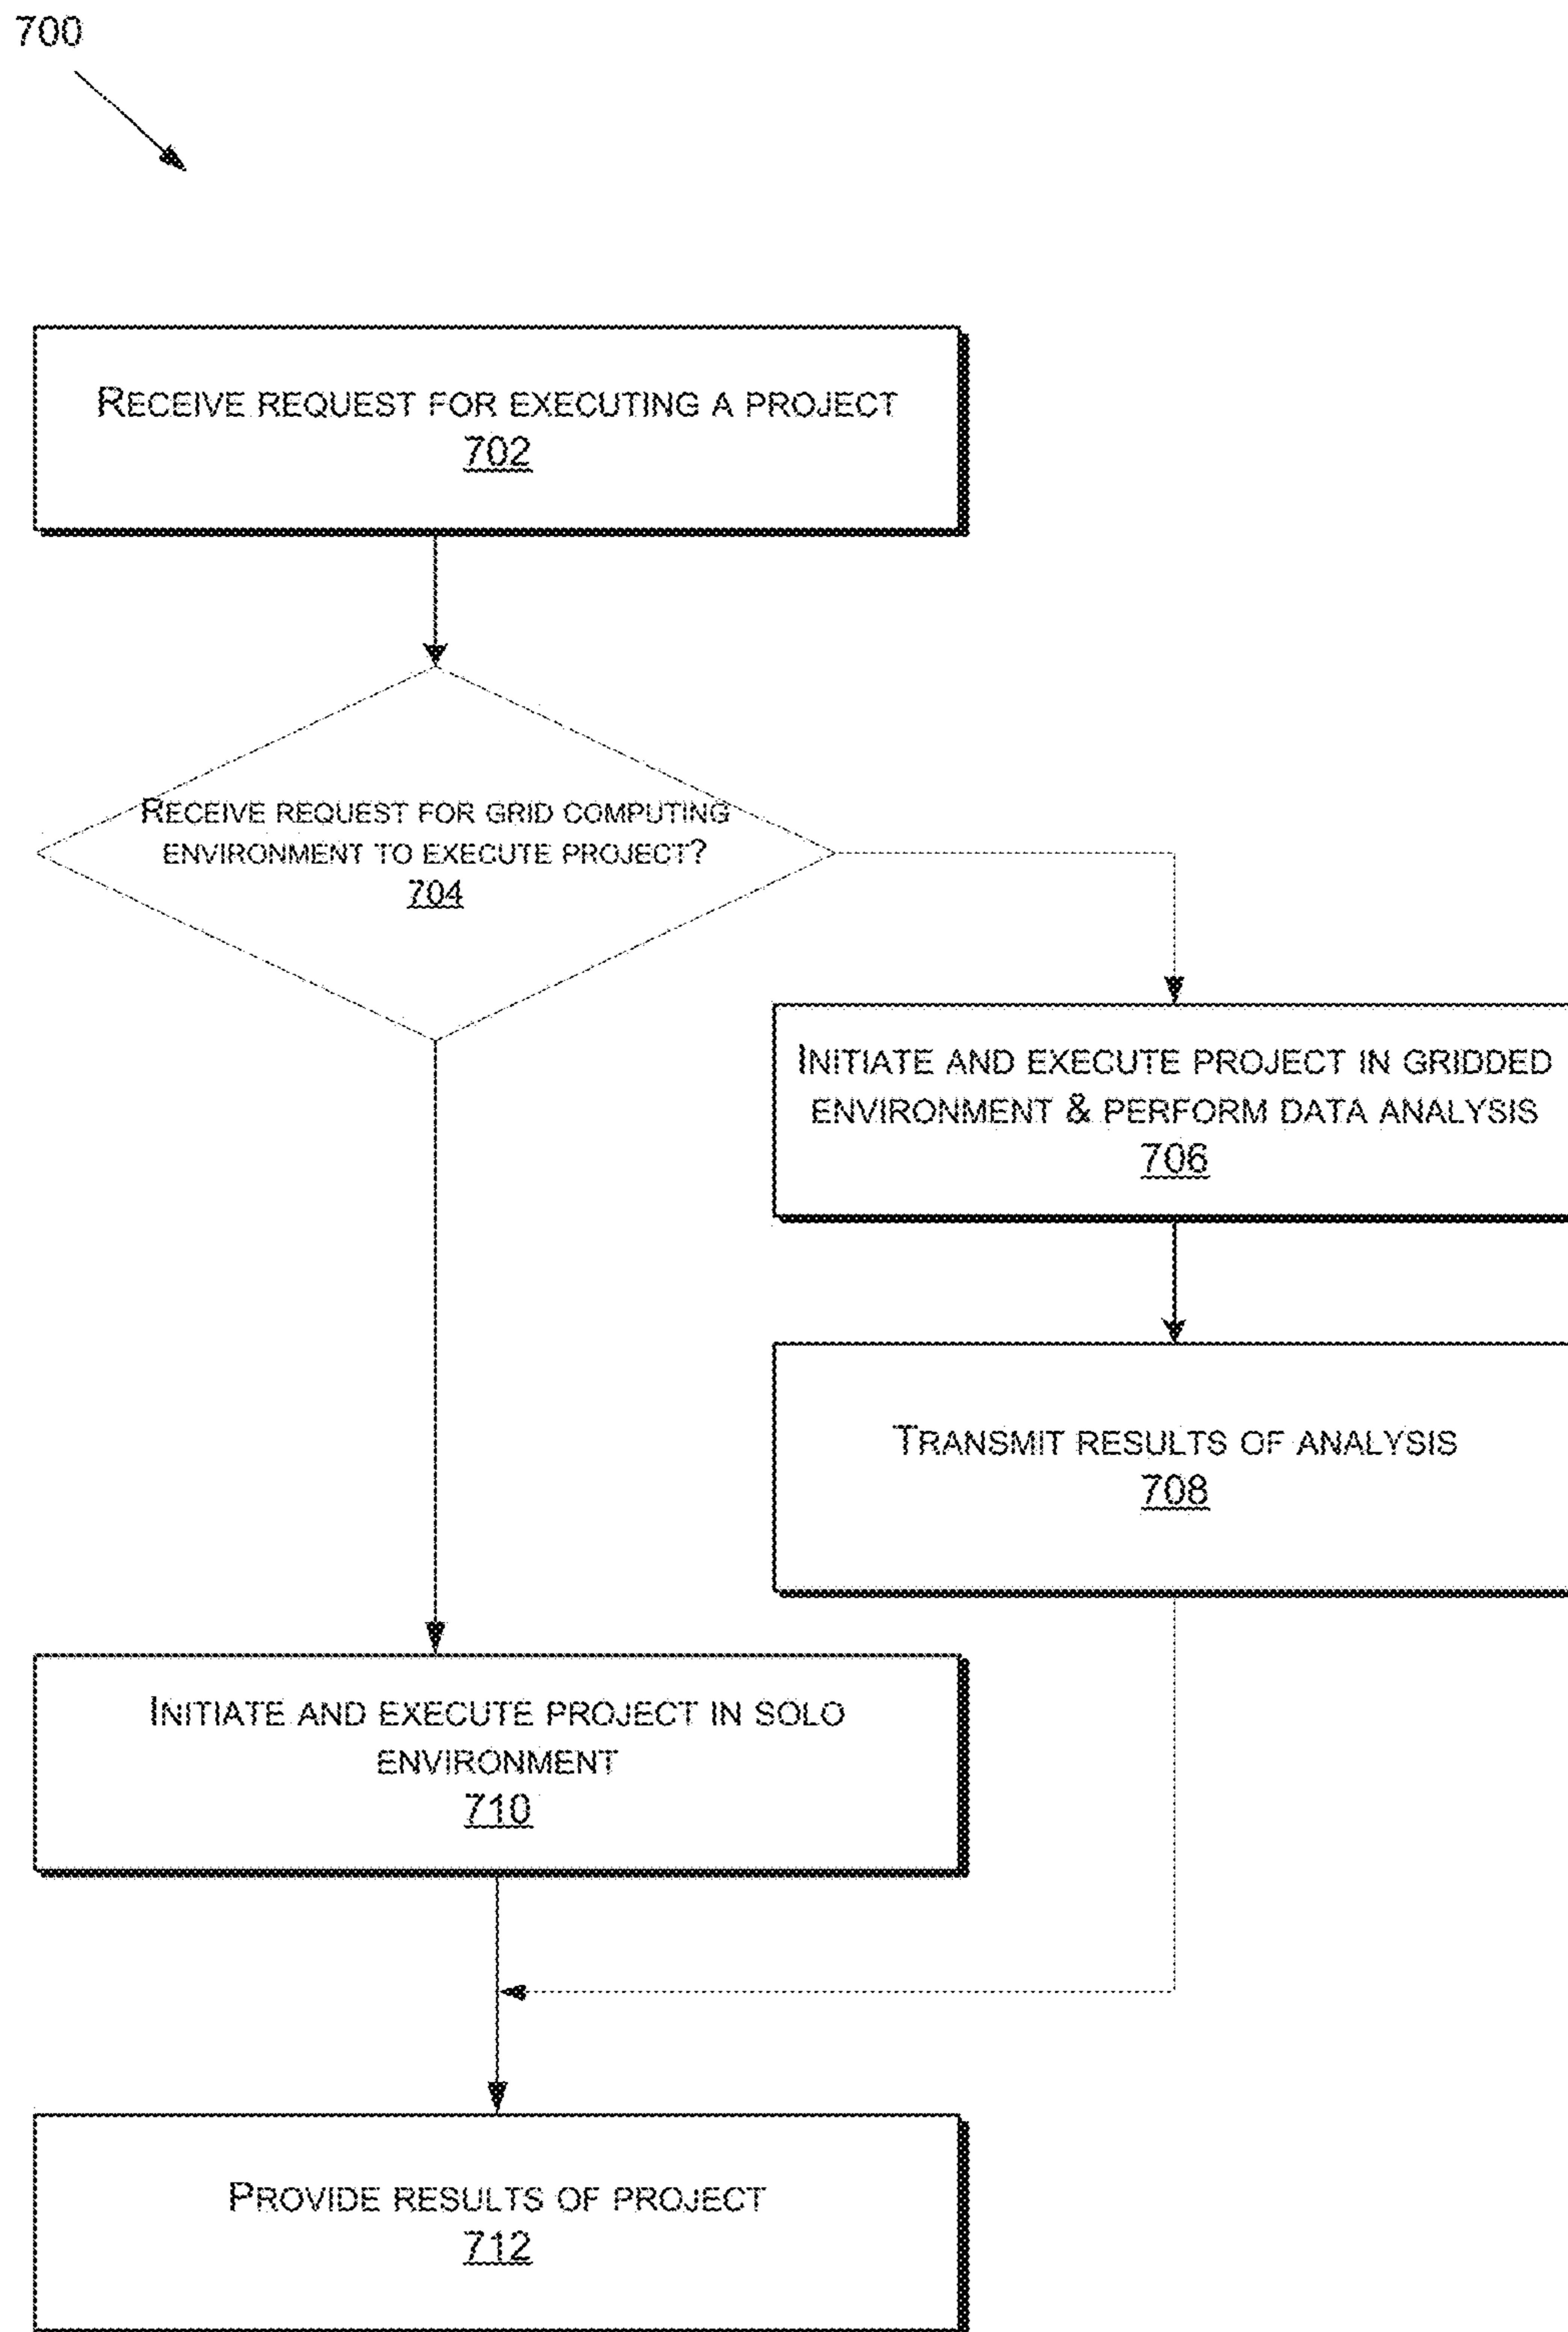 700
RECEIVE REQUEST FOR EXECUTING A PROJECT
702
RECEIVE REQUEST FOR GRID COMPUTING
ENVIRONMENT TO EXECUTE PROJECT?
704
INITIATE AND EXECUTE PROJECT IN GRIDDED
ENVIRONMENT & PERFORM DATA ANALYSIS
706
TRANSMIT RESULTS OF ANALYSIS
708
INITIATE AND EXECUTE PROJECT IN SOLO
ENVIRONMENT
710
PROVIDE RESULTS OF PROJECT
712